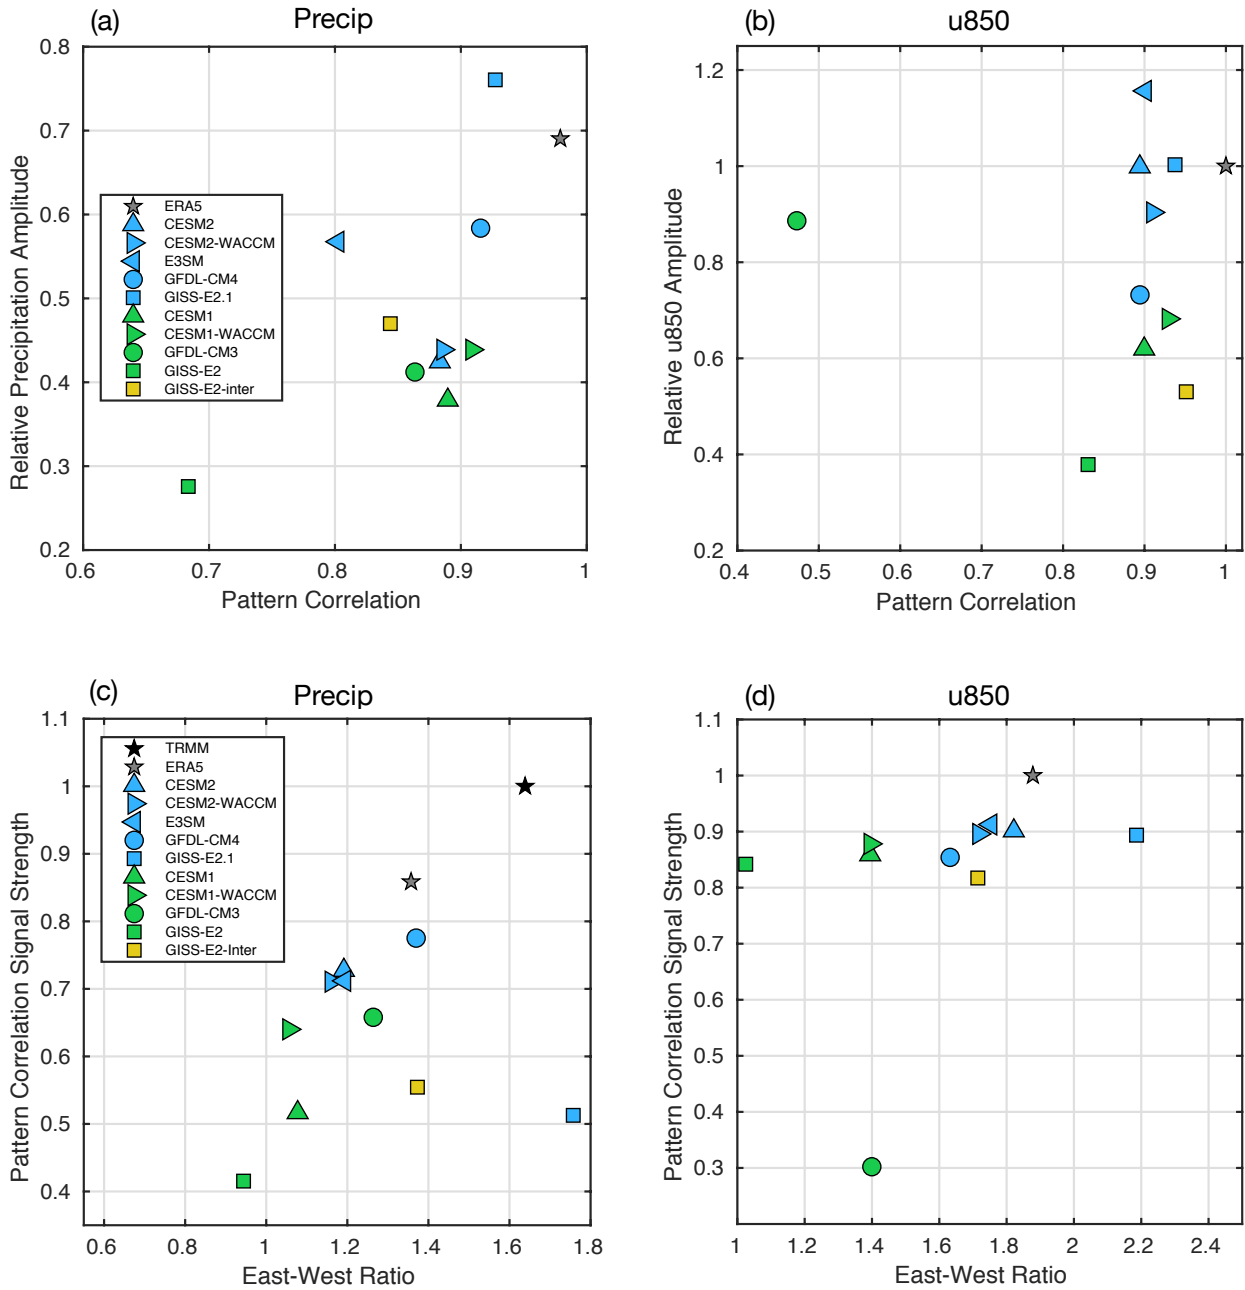 (a) Precip
0.8
0.7
0.6
0.5
0.4
0.3
0.2
Relative Precipitation Amplitude
ERA5
CESM2
CESM2-WACCM
E3SM
GFDL-CM4
GISS-E2.1
CESM1
CESM1-WACCM
GFDL-CM3
GISS-E2
GISS-E2-inter
0.6 0.7 0.8 0.9 1
Pattern Correlation
(b) u850
1.2
1
0.8
0.6
0.4
0.2
Relative u850 Amplitude
0.4 0.5 0.6 0.7 0.8 0.9 1
Pattern Correlation
(c) Precip
1.1
1
0.9
0.8
0.7
0.6
0.5
0.4
Pattern Correlation Signal Strength
TRMM
ERA5
CESM2
CESM2-WACCM
E3SM
GFDL-CM4
GISS-E2.1
CESM1
CESM1-WACCM
GFDL-CM3
GISS-E2
GISS-E2-Inter
0.6 0.8 1 1.2 1.4 1.6 1.8
East-West Ratio
(d) u850
1.1
1
0.9
0.8
0.7
0.6
0.5
0.4
0.3
Pattern Correlation Signal Strength
1 1.4 1.6 1.8 2 2.2 2.4
East-West Ratio